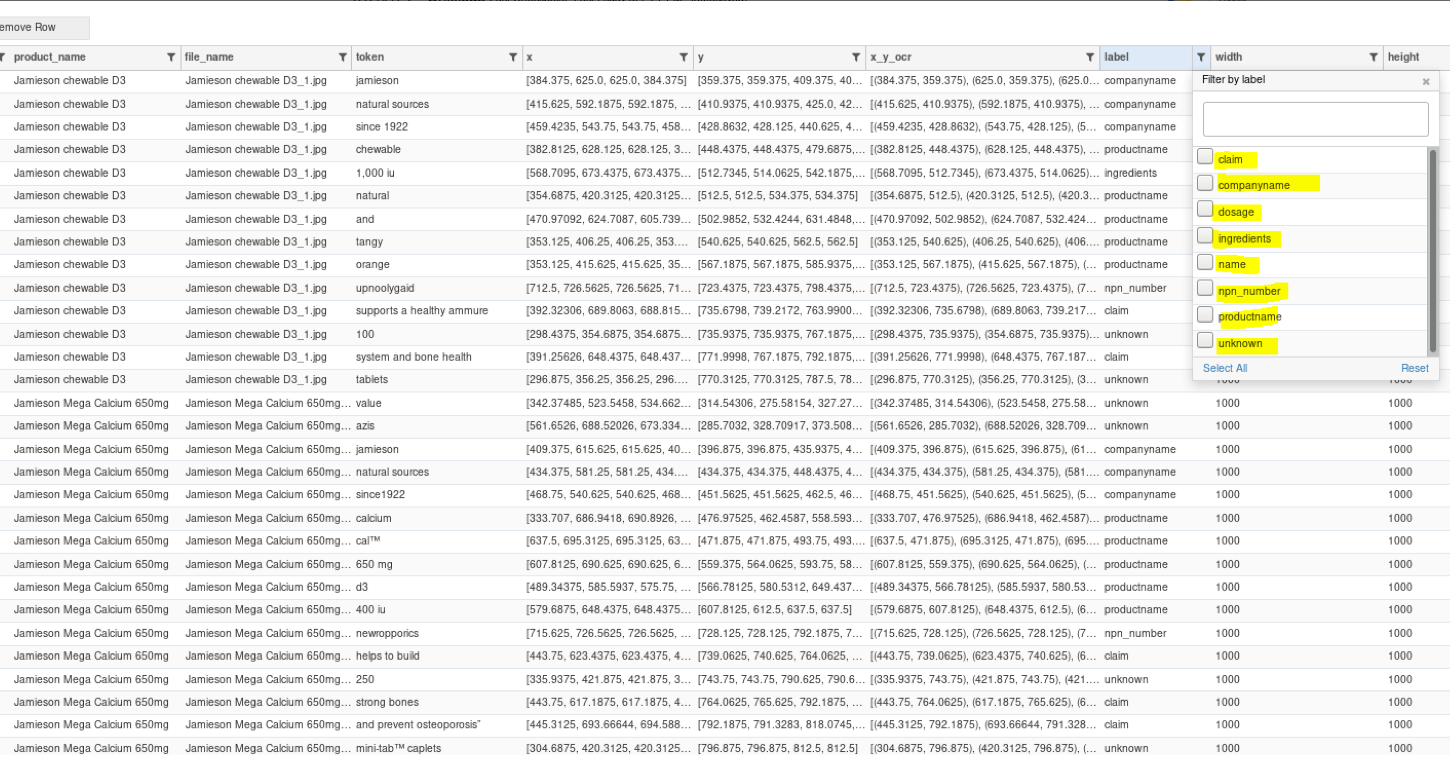 emove Row
product_name file_name token x y x_y_ocr label width height
Jamieson chewable D3 Jamieson chewable D3_1.jpg jamieson [384.375, 625.0, 625.0, 384.375] [359.375, 359.375, 409.375, 40... [(384.375, 359.375), (625.0, 359.375), (625.0... companyname
Jamieson chewable D3 Jamieson chewable D3_1.jpg natural sources [415.625, 592.1875, 592.1875, ... [410.9375, 410.9375, 425.0, 42... [(415.625, 410.9375), (592.1875, 410.9375), ... companyname
Jamieson chewable D3 Jamieson chewable D3_1.jpg since 1922 [459.4235, 543.75, 543.75, 458... [428.8632, 428.125, 440.625, 4... [(459.4235, 428.8632), (543.75, 428.125), (5... companyname
Jamieson chewable D3 Jamieson chewable D3_1.jpg chewable [382.8125, 628.125, 628.125, 3... [448.4375, 448.4375, 479.6875,... [(382.8125, 448.4375), (628.125, 448.4375), ... productname
Jamieson chewable D3 Jamieson chewable D3_1.jpg 1,000 iu [568.7095, 673.4375, 673.4375... [512.7345, 514.0625, 542.1875,... [(568.7095, 512.7345), (673.4375, 514.0625)... ingredients
Jamieson chewable D3 Jamieson chewable D3_1.jpg natural [354.6875, 420.3125, 420.3125... [512.5, 512.5, 534.375, 534.375] [(354.6875, 512.5), (420.3125, 512.5), (420.3... productname
Jamieson chewable D3 Jamieson chewable D3_1.jpg and [470.97092, 624.7087, 605.739... [502.9852, 532.4244, 631.4848,... [(470.97092, 502.9852), (624.7087, 532.424... productname
Jamieson chewable D3 Jamieson chewable D3_1.jpg tangy [353.125, 406.25, 406.25, 353.... [540.625, 540.625, 562.5, 562.5] [(353.125, 540.625), (406.25, 540.625), (406.... productname
Jamieson chewable D3 Jamieson chewable D3_1.jpg orange [353.125, 415.625, 415.625, 35... [567.1875, 567.1875, 585.9375,... [(353.125, 567.1875), (415.625, 567.1875), (... productname
Jamieson chewable D3 Jamieson chewable D3_1.jpg upnoolygaid [712.5, 726.5625, 726.5625, 71... [723.4375, 723.4375, 798.4375,... [(712.5, 723.4375), (726.5625, 723.4375), (7... npn_number
Jamieson chewable D3 Jamieson chewable D3_1.jpg supports a healthy ammure [392.32306, 689.8063, 688.815... [735.6798, 739.2172, 763.9900... [(392.32306, 735.6798), (689.8063, 739.217... claim
Jamieson chewable D3 Jamieson chewable D3_1.jpg 100 [298.4375, 354.6875, 354.6875... [735.9375, 735.9375, 767.1875,... [(298.4375, 735.9375), (354.6875, 735.9375)... unknown
Jamieson chewable D3 Jamieson chewable D3_1.jpg system and bone health [391.25626, 648.4375, 648.437... [771.9998, 767.1875, 792.1875,... [(391.25626, 771.9998), (648.4375, 767.187... claim
Jamieson chewable D3 Jamieson chewable D3_1.jpg tablets [296.875, 356.25, 356.25, 296.... [770.3125, 770.3125, 787.5, 78... [(296.875, 770.3125), (356.25, 770.3125), (3... unknown
Jamieson Mega Calcium 650mg Jamieson Mega Calcium 650mg... value [342.37485, 523.5458, 534.662... [314.54306, 275.58154, 327.27... [(342.37485, 314.54306), (523.5458, 275.58... unknown 1000 1000
Jamieson Mega Calcium 650mg Jamieson Mega Calcium 650mg... azis [561.6526, 688.52026, 673.334... [285.7032, 328.70917, 373.508... [(561.6526, 285.7032), (688.52026, 328.709... unknown 1000 1000
Jamieson Mega Calcium 650mg Jamieson Mega Calcium 650mg... jamieson [409.375, 615.625, 615.625, 40... [396.875, 396.875, 435.9375, 4... [(409.375, 396.875), (615.625, 396.875), (61... companyname 1000 1000
Jamieson Mega Calcium 650mg Jamieson Mega Calcium 650mg... natural sources [434.375, 581.25, 581.25, 434.... [434.375, 434.375, 448.4375, 4... [(434.375, 434.375), (581.25, 434.375), (581.... companyname 1000 1000
Jamieson Mega Calcium 650mg Jamieson Mega Calcium 650mg... since1922 [468.75, 540.625, 540.625, 468... [451.5625, 451.5625, 462.5, 46... [(468.75, 451.5625), (540.625, 451.5625), (5... companyname 1000 1000
Jamieson Mega Calcium 650mg Jamieson Mega Calcium 650mg... calcium [333.707, 686.9418, 690.8926, ... [476.97525, 462.4587, 558.593... [(333.707, 476.97525), (686.9418, 462.4587)... productname 1000 1000
Jamieson Mega Calcium 650mg Jamieson Mega Calcium 650mg... cal™ [637.5, 695.3125, 695.3125, 63... [471.875, 471.875, 493.75, 493.... [(637.5, 471.875), (695.3125, 471.875), (695.... productname 1000 1000
Jamieson Mega Calcium 650mg Jamieson Mega Calcium 650mg... 650 mg [607.8125, 690.625, 690.625, 6... [559.375, 564.0625, 593.75, 58... [(607.8125, 559.375), (690.625, 564.0625), (... productname 1000 1000
Jamieson Mega Calcium 650mg Jamieson Mega Calcium 650mg... d3 [489.34375, 585.5937, 575.75, ... [566.78125, 580.5312, 649.437... [(489.34375, 566.78125), (585.5937, 580.53... productname 1000 1000
Jamieson Mega Calcium 650mg Jamieson Mega Calcium 650mg... 400 iu [579.6875, 648.4375, 648.4375... [607.8125, 612.5, 637.5, 637.5] [(579.6875, 607.8125), (648.4375, 612.5), (6... productname 1000 1000
Jamieson Mega Calcium 650mg Jamieson Mega Calcium 650mg... newropporics [715.625, 726.5625, 726.5625, ... [728.125, 728.125, 792.1875, 7... [(715.625, 728.125), (726.5625, 728.125), (7... npn_number 1000 1000
Jamieson Mega Calcium 650mg Jamieson Mega Calcium 650mg... helps to build [443.75, 623.4375, 623.4375, 4... [739.0625, 740.625, 764.0625, ... [(443.75, 739.0625), (623.4375, 740.625), (6... claim 1000 1000
Jamieson Mega Calcium 650mg Jamieson Mega Calcium 650mg... 250 [335.9375, 421.875, 421.875, 3... [743.75, 743.75, 790.625, 790.6... [(335.9375, 743.75), (421.875, 743.75), (421.... unknown 1000 1000
Jamieson Mega Calcium 650mg Jamieson Mega Calcium 650mg... strong bones [443.75, 617.1875, 617.1875, 4... [764.0625, 765.625, 792.1875, ... [(443.75, 764.0625), (617.1875, 765.625), (6... claim 1000 1000
Jamieson Mega Calcium 650mg Jamieson Mega Calcium 650mg... and prevent osteoporosis" [445.3125, 693.66644, 694.588... [792.1875, 791.3283, 818.0745,... [(445.3125, 792.1875), (693.66644, 791.328... claim 1000 1000
Jamieson Mega Calcium 650mg Jamieson Mega Calcium 650mg... mini-tab™ caplets [304.6875, 420.3125, 420.3125... [796.875, 796.875, 812.5, 812.5] [(304.6875, 796.875), (420.3125, 796.875), (... unknown 1000 1000
Filter by label
claim
companyname
dosage
ingredients
name
npn_number
productname
unknown
Select All Reset